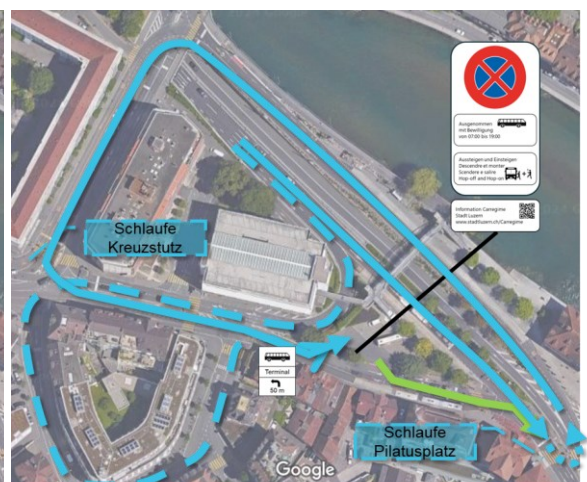 Ausgenommen
mit Bewilligung
von 07:00 bis 19:00
Aussteigen und Einsteigen
Descendre et monter
Scendere e salire
Hop-off and Hop-on
Information Carregime
Stadt Luzern
www.stadtluzern.ch/Carregime
Schlaufe
Kreuzstutz
Terminal
50 m
Schlaufe
Pilatusplatz
Google